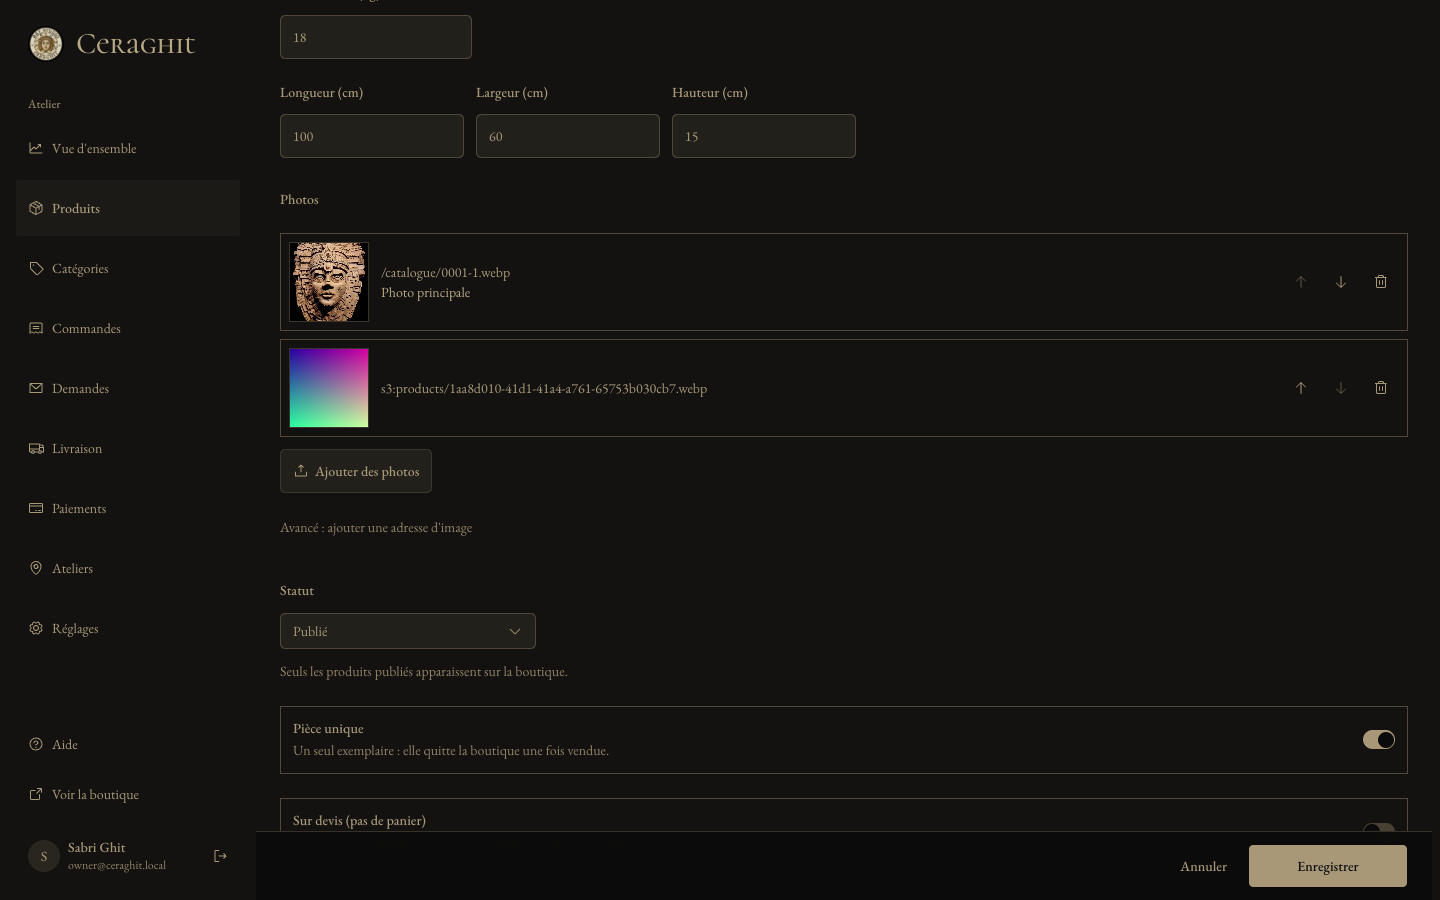 Ceraghit
Atelier
Vue d'ensemble
Produits
Catégories
Commandes
Demandes
Livraison
Paiements
Ateliers
Réglages
Aide
Voir la boutique
S
Sabri Ghit
owner@ceraghit.local
18
Longueur (cm)
Largeur (cm)
Hauteur (cm)
100
60
15
Photos
/catalogue/0001-1.webp
Photo principale
s3:products/1aa8d010-41d1-41a4-a761-65753b030cb7.webp
Ajouter des photos
Avancé : ajouter une adresse d'image
Statut
Publié
Seuls les produits publiés apparaissent sur la boutique.
Pièce unique
Un seul exemplaire : elle quitte la boutique une fois vendue.
Sur devis (pas de panier)
Annuler
Enregistrer